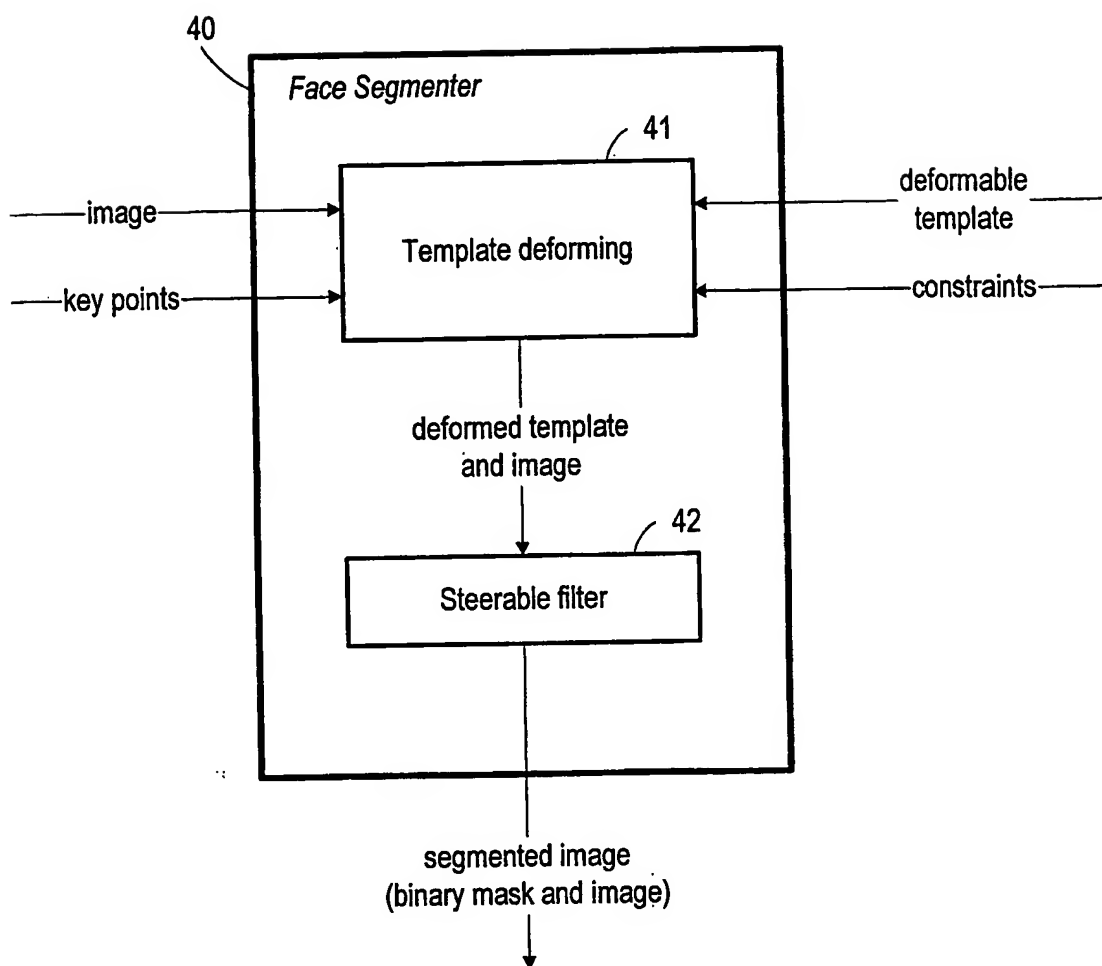 40
Face Segmenter
41
image
key points
Template deforming
deformable
template
constraints
deformed template
and image
42
Steerable filter
segmented image
(binary mask and image)